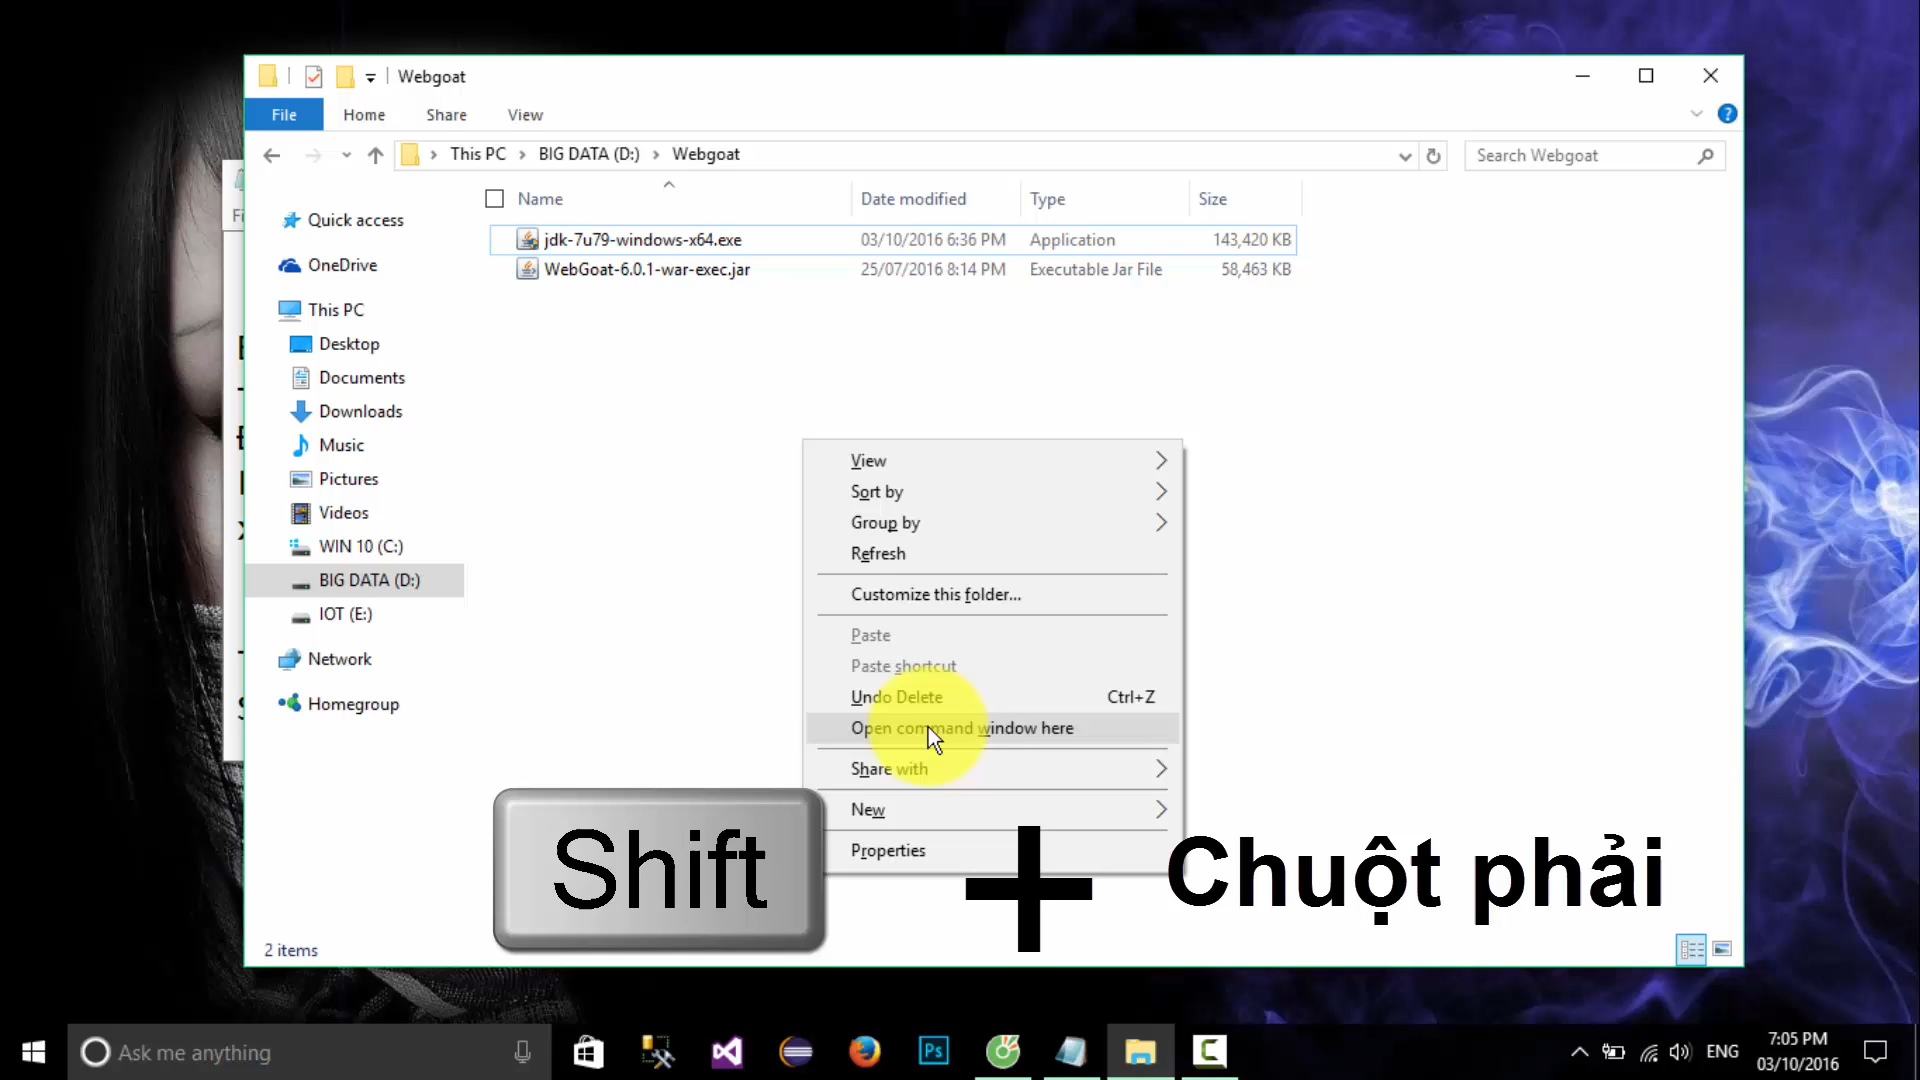 Webgoat
File Home Share View
This PC BIG DATA (D:) Webgoat
Search Webgoat
Name Date modified Type Size
jdk-7u79-windows-x64.exe 03/10/2016 6:36 PM Application 143,420 KB
WebGoat-6.0.1-war-exec.jar 25/07/2016 8:14 PM Executable Jar File 58,463 KB
Quick access
OneDrive
This PC
Desktop
Documents
Downloads
Music
Pictures
Videos
WIN 10 (C:)
BIG DATA (D:)
IOT (E:)
Network
Homegroup
View
Sort by
Group by
Refresh
Customize this folder...
Paste
Paste shortcut
Undo Delete Ctrl+Z
Open command window here
Share with
New
Properties
Shift + Chuột phải
2 items
Ask me anything
Ps
ENG
7:05 PM
03/10/2016